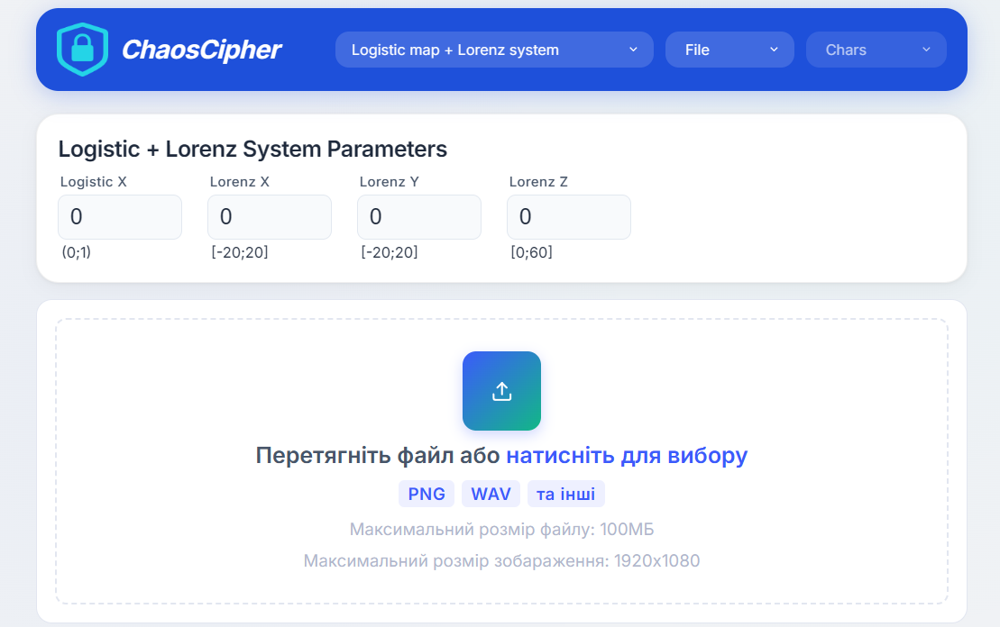 ChaosCipher Logistic map + Lorenz system File Chars
Logistic + Lorenz System Parameters
Logistic X Lorenz X Lorenz Y Lorenz Z
0 0 0 0
(0;1) [-20;20] [-20;20] [0;60]
Перетягніть файл або натисніть для вибору
PNG WAV та інші
Максимальний розмір файлу: 100МБ
Максимальний розмір зобараження: 1920x1080